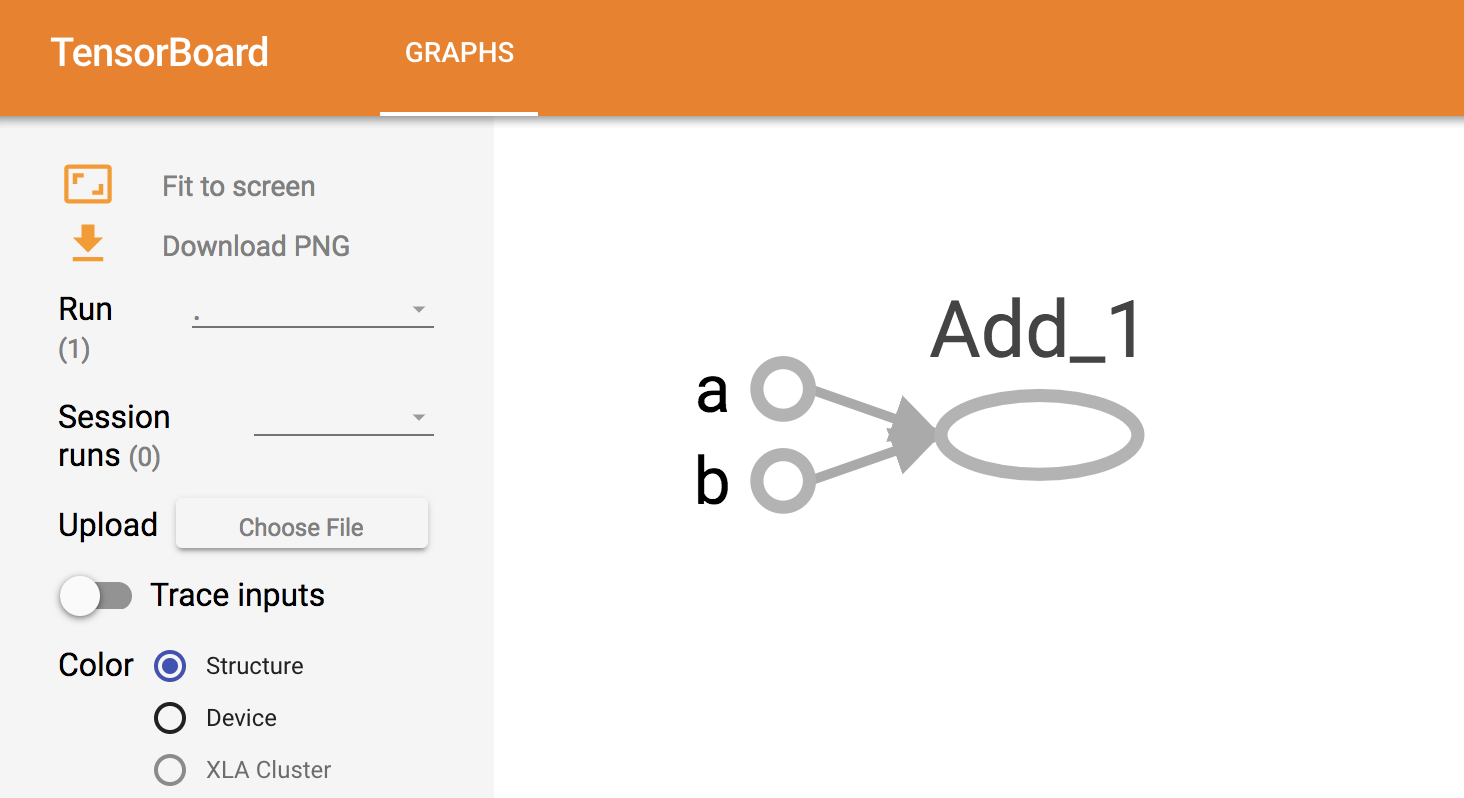 TensorBoard GRAPHS
Fit to screen
Download PNG
Run .
(1)
Session
runs (0)
Upload Choose File
Trace inputs
Color Structure
Device
XLA Cluster
Add_1
a
b